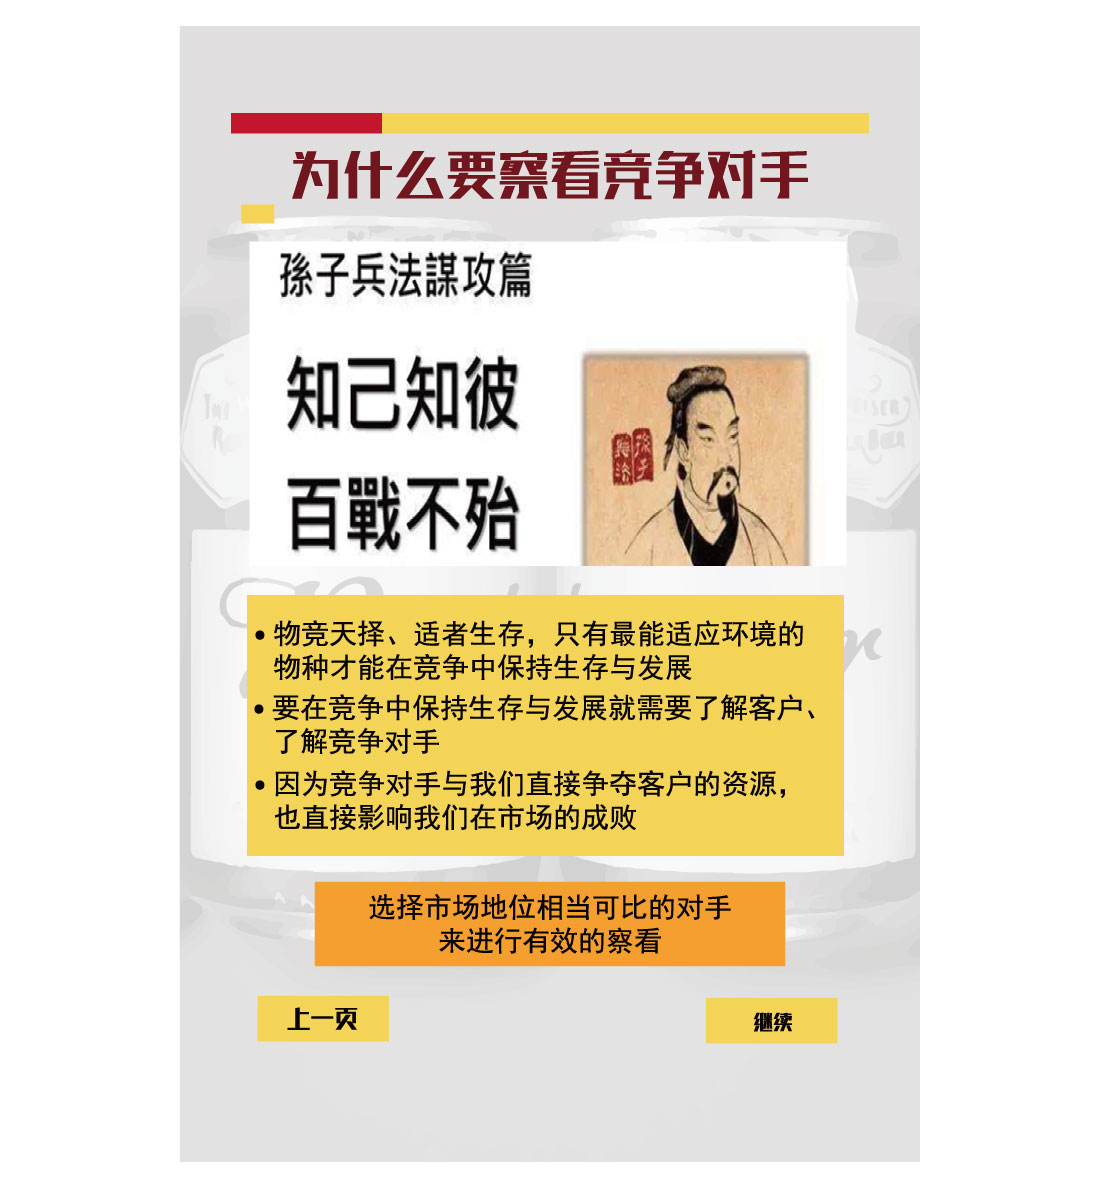 为什么要察看竞争对手
孫子兵法謀攻篇
知己知彼
百戰不殆
孫子
兵法
• 物竞天择、适者生存，只有最能适应环境的
物种才能在竞争中保持生存与发展
• 要在竞争中保持生存与发展就需要了解客户、
了解竞争对手
• 因为竞争对手与我们直接争夺客户的资源，
也直接影响我们在市场的成败
选择市场地位相当可比的对手
来进行有效的察看
上一页
继续